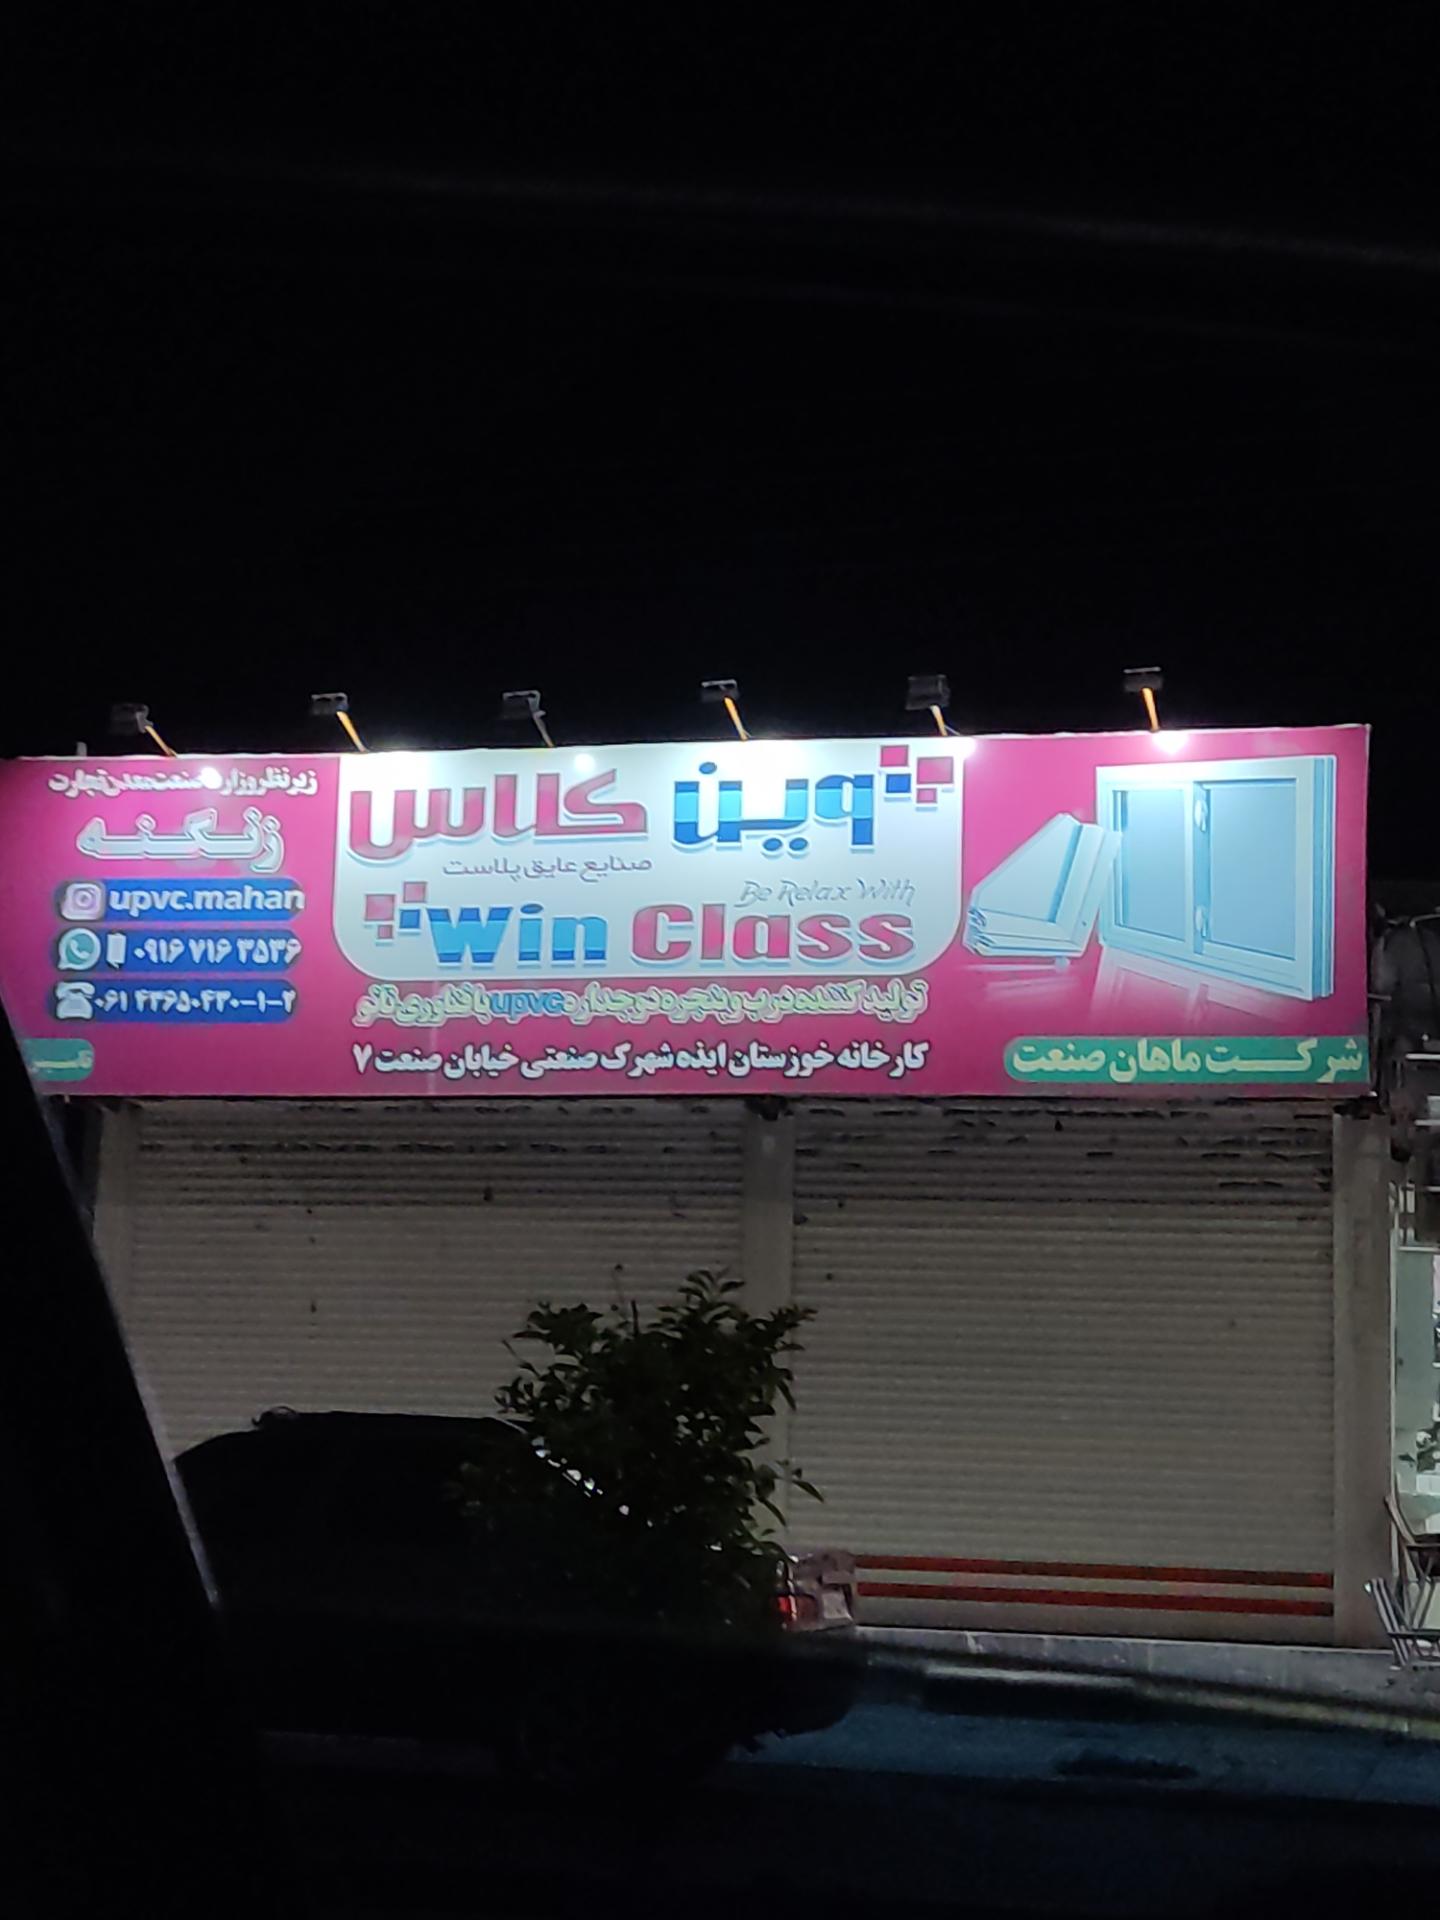 وین کلاس
صنایع عایق پلاست
Be Relax With
Win Class
تولید کننده درب و پنجره دو جداره upvc با فناوری نانو
کارخانه خوزستان ایذه شهرک صنعتی خیابان صنعت ۷
شرکت ماهان صنعت
زیر نظر وزارت صنعت معدن تجارت
زنگنه
upvc.mahan
۰۹۱۶ ۷۱۶ ۳۵۳۶
۰۶۱ ۴۳۶۵۰۴۳۰-۱-۲